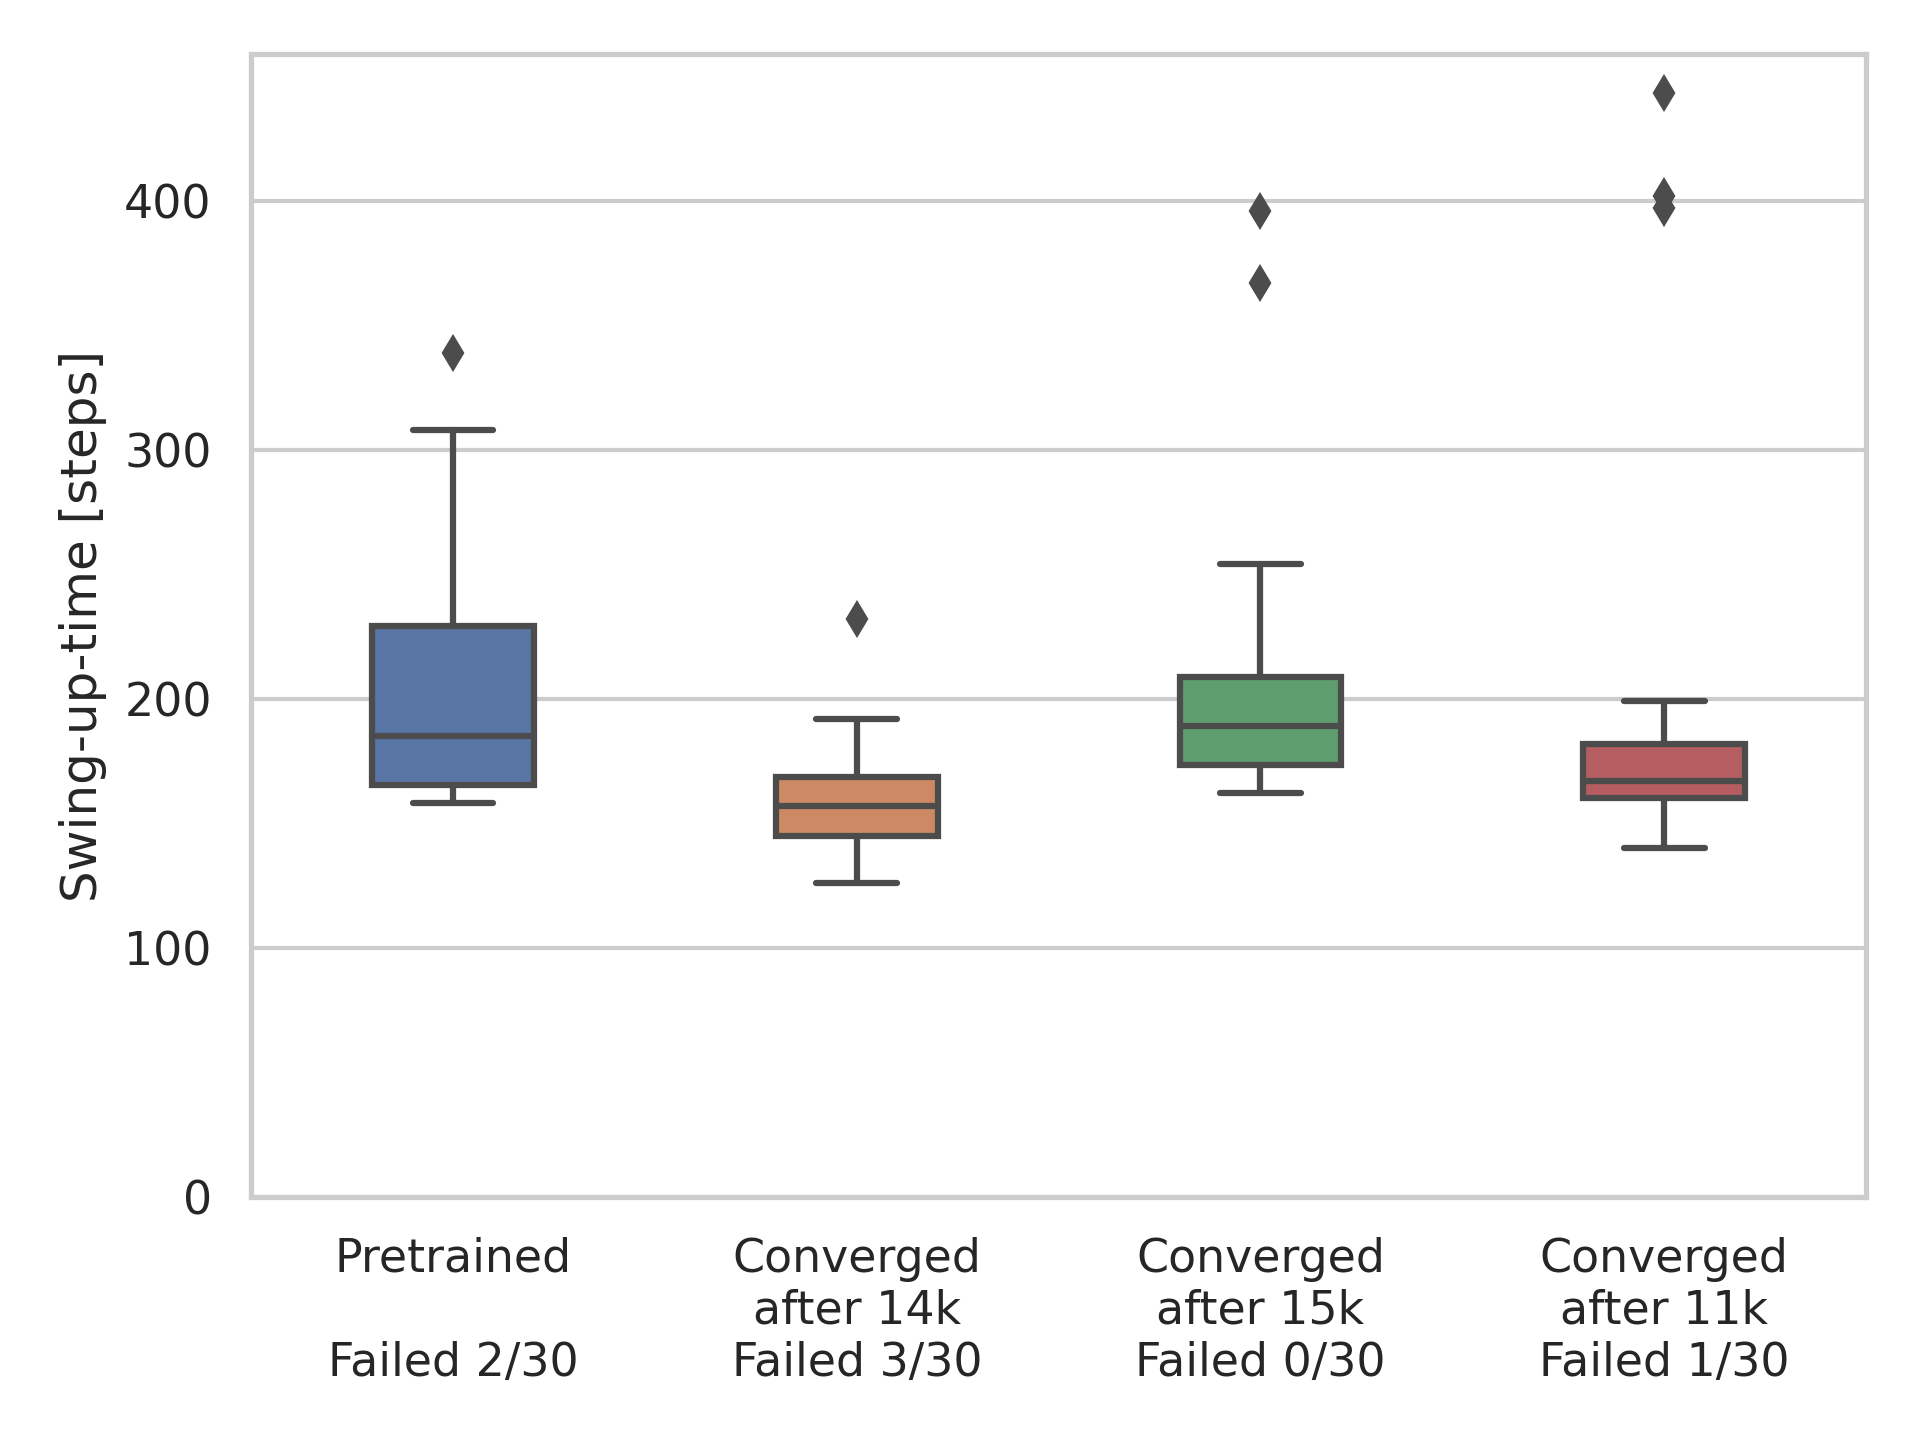 Swing-up-time [steps]
400
300
200
100
0
Pretrained
Failed 2/30
Converged
after 14k
Failed 3/30
Converged
after 15k
Failed 0/30
Converged
after 11k
Failed 1/30